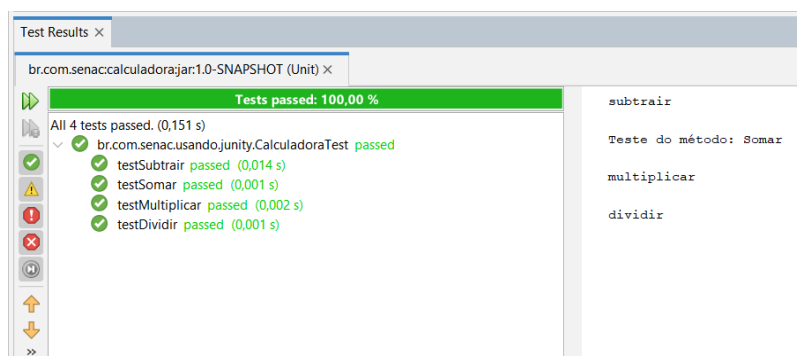 Test Results ×
br.com.senac:calculadora:jar:1.0-SNAPSHOT (Unit) ×
Tests passed: 100,00 %
All 4 tests passed. (0,151 s)
br.com.senac.usando.junity.CalculadoraTest passed
testSubtrair passed (0,014 s)
testSomar passed (0,001 s)
testMultiplicar passed (0,002 s)
testDividir passed (0,001 s)
subtrair
Teste do método: Somar
multiplicar
dividir